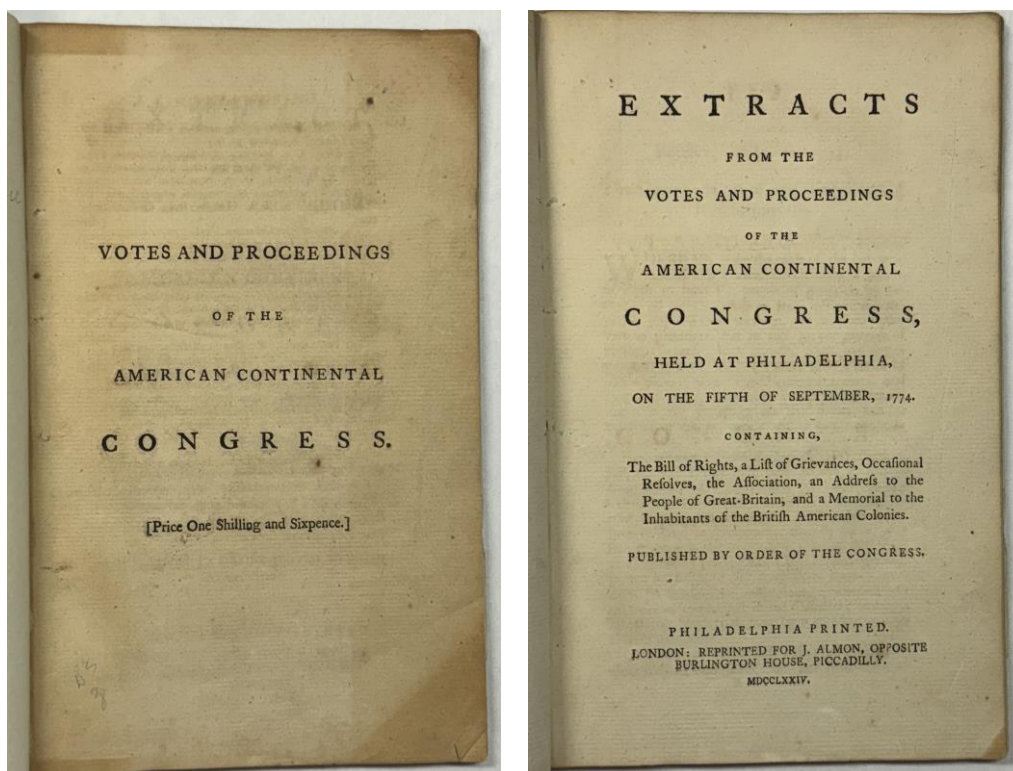 VOTES AND PROCEEDINGS
OF THE
AMERICAN CONTINENTAL
CONGRESS.
[Price One Shilling and Sixpence.]
EXTRACTS
FROM THE
VOTES AND PROCEEDINGS
OF THE
AMERICAN CONTINENTAL
CONGRESS,
HELD AT PHILADELPHIA,
ON THE FIFTH OF SEPTEMBER, 1774.
CONTAINING,
The Bill of Rights, a Liſt of Grievances, Occaſional
Reſolves, the Aſſociation, an Addreſs to the
People of Great-Britain, and a Memorial to the
Inhabitants of the Britiſh American Colonies.
PUBLISHED BY ORDER OF THE CONGRESS.
PHILADELPHIA PRINTED.
LONDON: REPRINTED FOR J. ALMON, OPPOSITE
BURLINGTON HOUSE, PICCADILLY.
MDCCLXXIV.